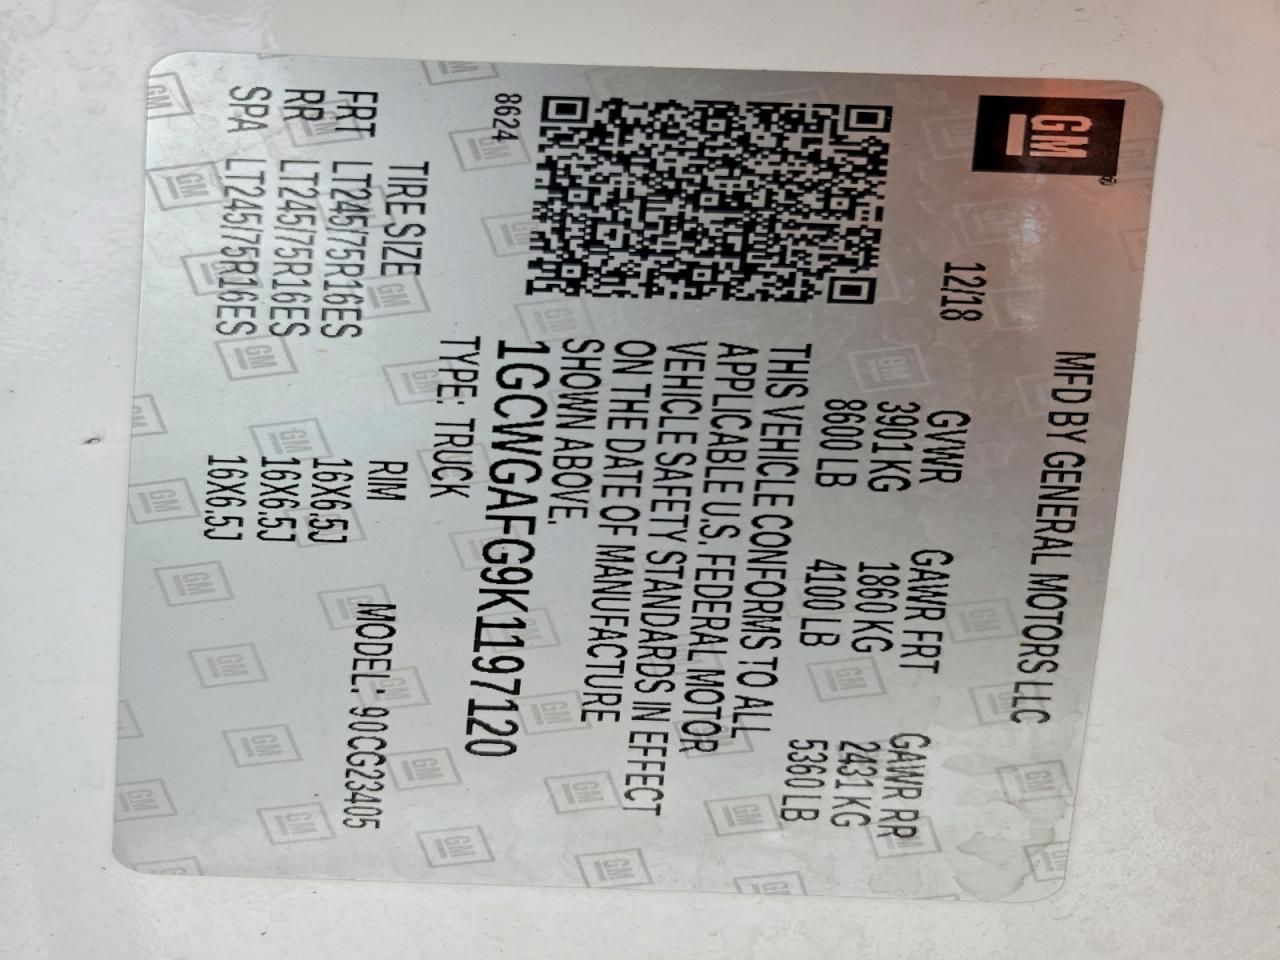 GM®
MFD BY GENERAL MOTORS LLC
12/18
GVWR GAWR FRT GAWR RR
3901 KG 1860 KG 2431 KG
8600 LB 4100 LB 5360 LB
THIS VEHICLE CONFORMS TO ALL
APPLICABLE U.S. FEDERAL MOTOR
VEHICLE SAFETY STANDARDS IN EFFECT
ON THE DATE OF MANUFACTURE
SHOWN ABOVE.
8624
1GCWGAFG9K1197120
TYPE: TRUCK
TIRE SIZE RIM MODEL: 90CG23405
FRT LT245/75R16ES 16X6.5J
RR LT245/75R16ES 16X6.5J
SPA LT245/75R16ES 16X6.5J